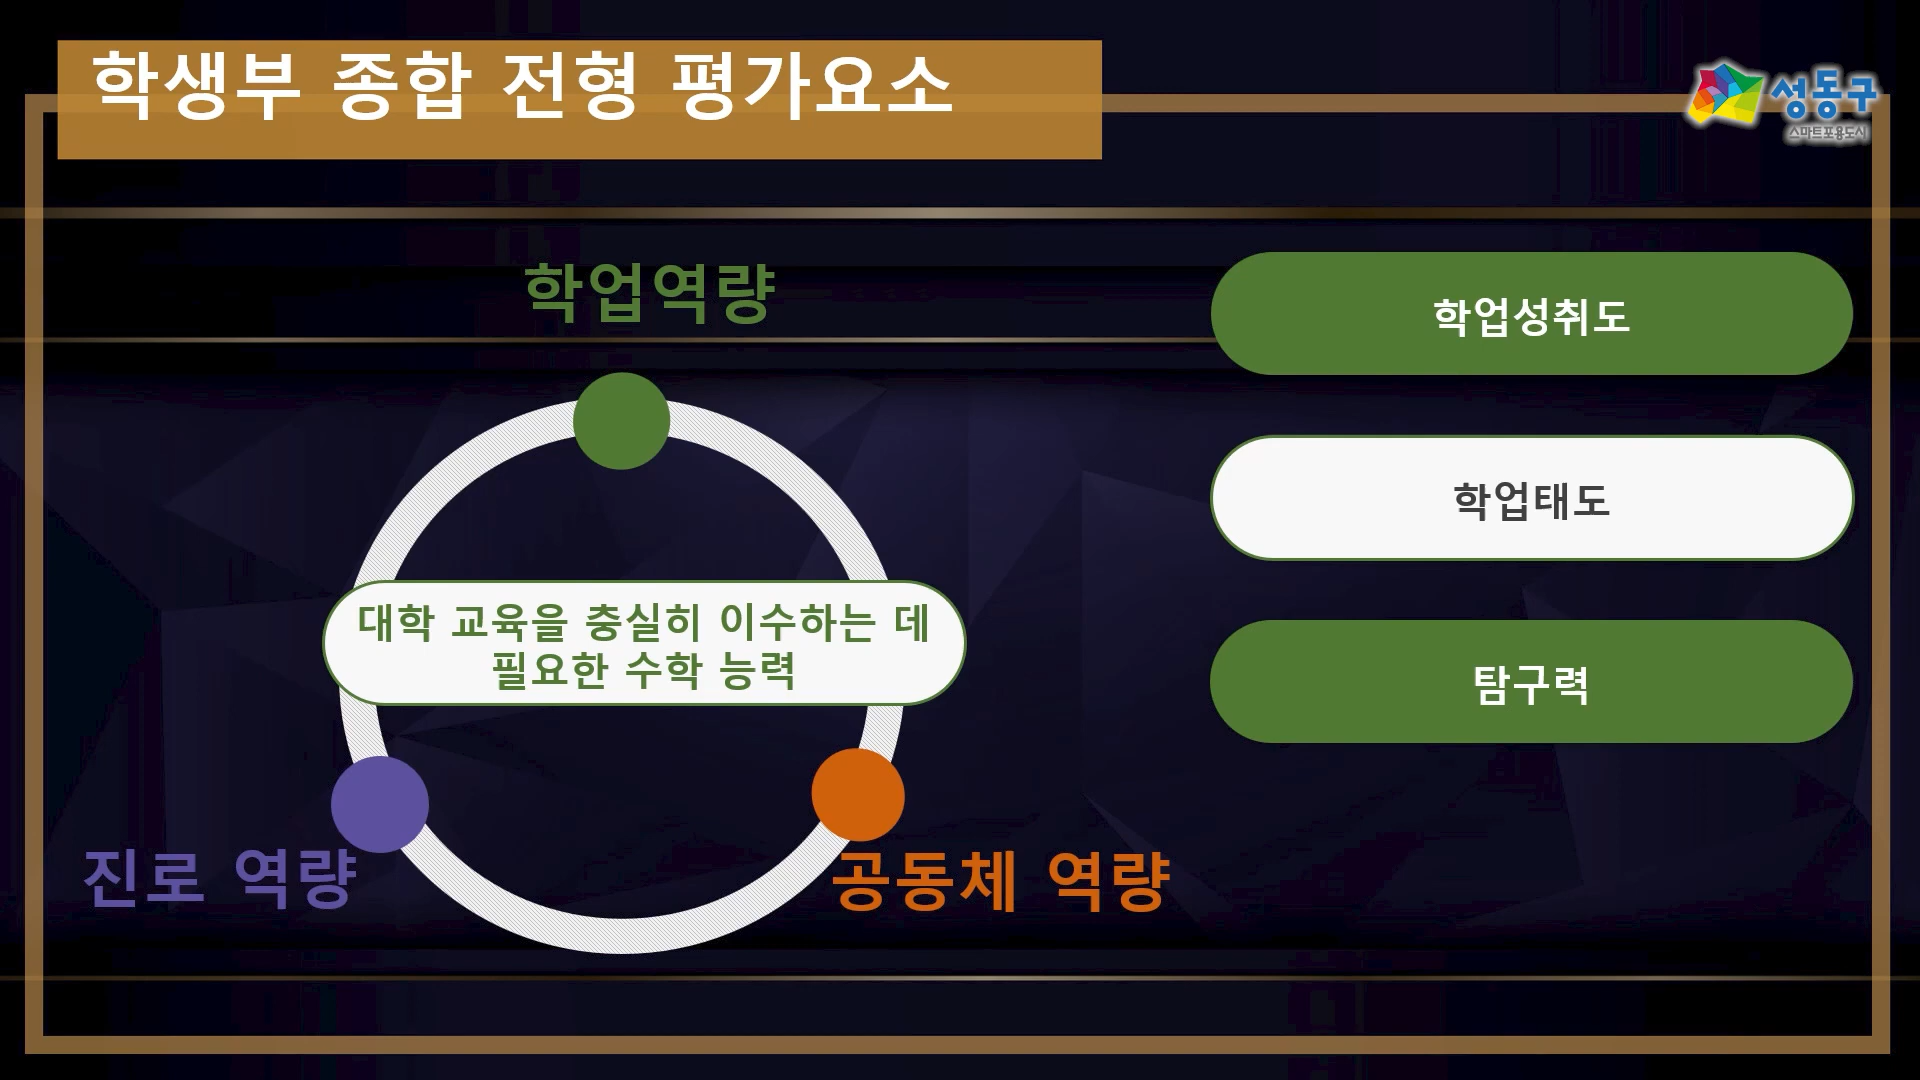 학생부 종합 전형 평가요소
성동구
스마트포용도시
학업역량
학업성취도
학업태도
대학 교육을 충실히 이수하는 데
필요한 수학 능력
탐구력
진로 역량
공동체 역량